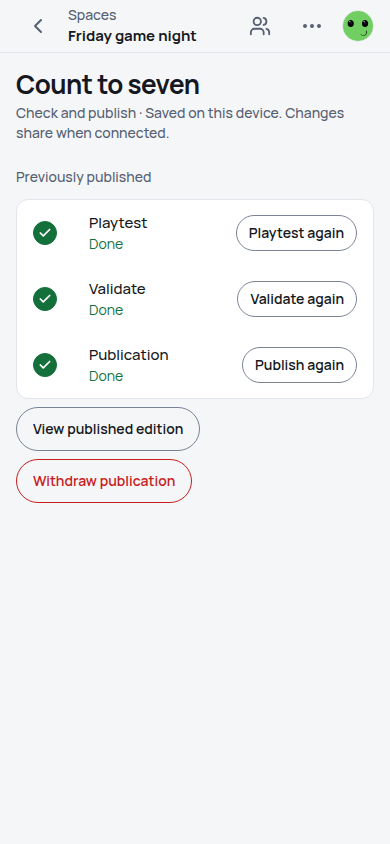 Spaces
Friday game night
Count to seven
Check and publish · Saved on this device. Changes
share when connected.
Previously published
Playtest
Done
Playtest again
Validate
Done
Validate again
Publication
Done
Publish again
View published edition
Withdraw publication